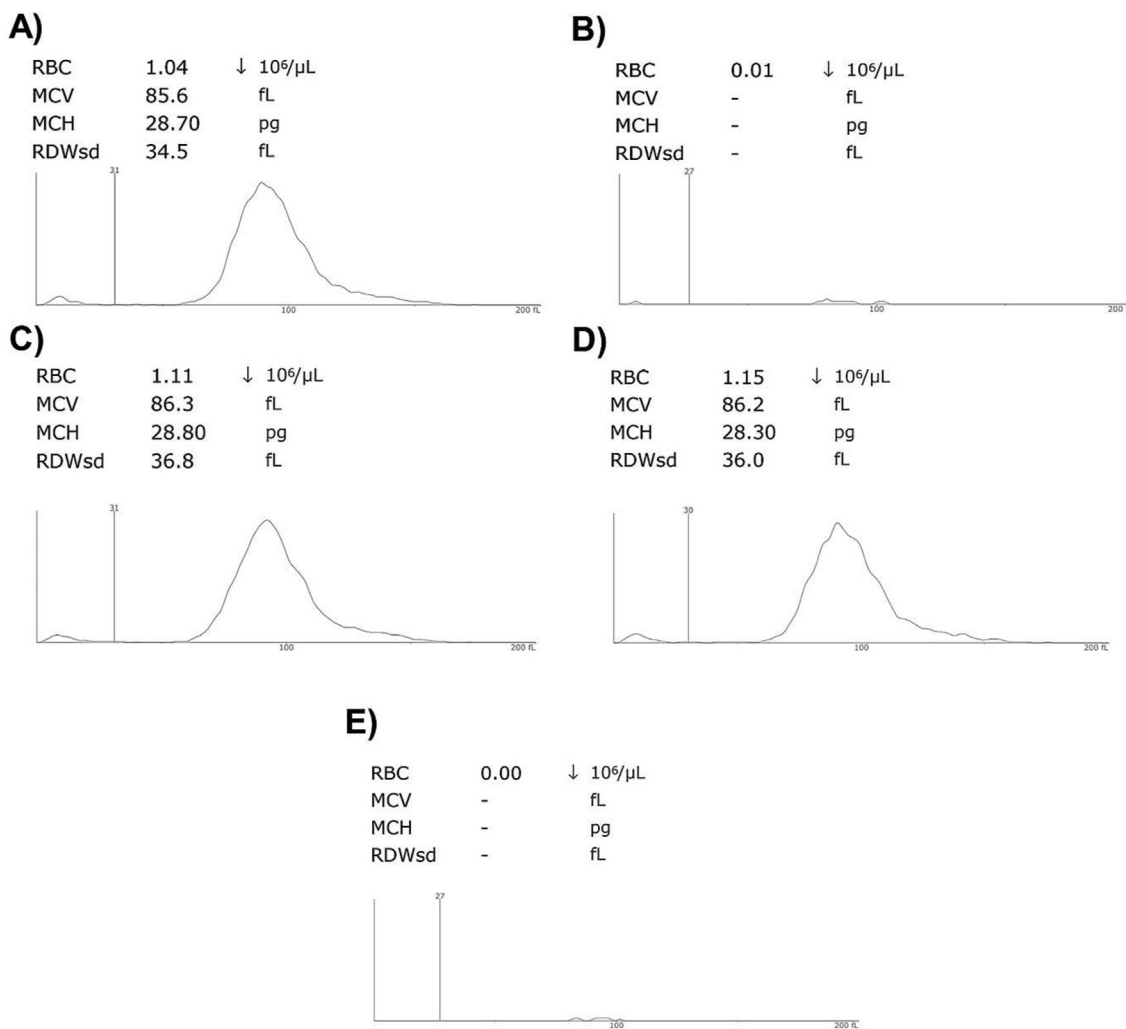 A)
RBC 1.04 ↓ 10⁶/µL
MCV 85.6 fL
MCH 28.70 pg
RDWsd 34.5 fL
31
100 200 fL
B)
RBC 0.01 ↓ 10⁶/µL
MCV - fL
MCH - pg
RDWsd - fL
27
100 200
C)
RBC 1.11 ↓ 10⁶/µL
MCV 86.3 fL
MCH 28.80 pg
RDWsd 36.8 fL
31
100 200 fL
D)
RBC 1.15 ↓ 10⁶/µL
MCV 86.2 fL
MCH 28.30 pg
RDWsd 36.0 fL
30
100 200 fL
E)
RBC 0.00 ↓ 10⁶/µL
MCV - fL
MCH - pg
RDWsd - fL
27
100 200 fL